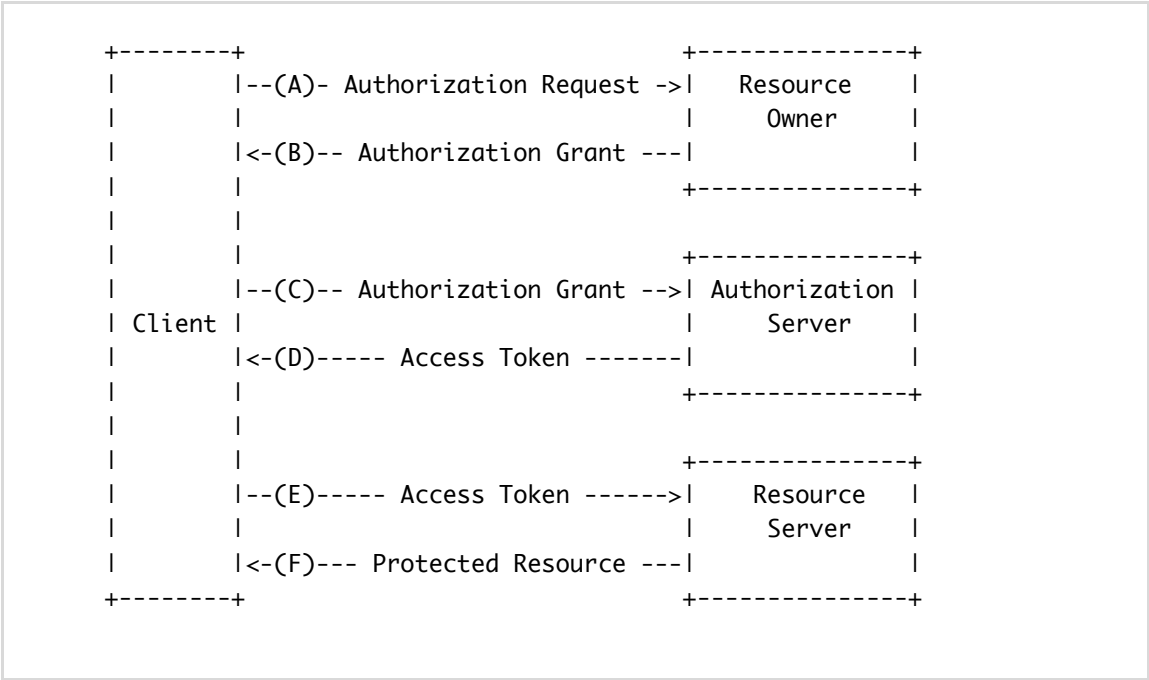 +--------+                               +---------------+
|        |--(A)- Authorization Request ->|   Resource    |
|        |                               |     Owner     |
|        |<-(B)-- Authorization Grant ---|               |
|        |                               +---------------+
|        |
|        |                               +---------------+
|        |--(C)-- Authorization Grant -->| Authorization |
| Client |                               |     Server    |
|        |<-(D)----- Access Token -------|               |
|        |                               +---------------+
|        |
|        |                               +---------------+
|        |--(E)----- Access Token ------>|    Resource   |
|        |                               |     Server    |
|        |<-(F)--- Protected Resource ---|               |
+--------+                               +---------------+